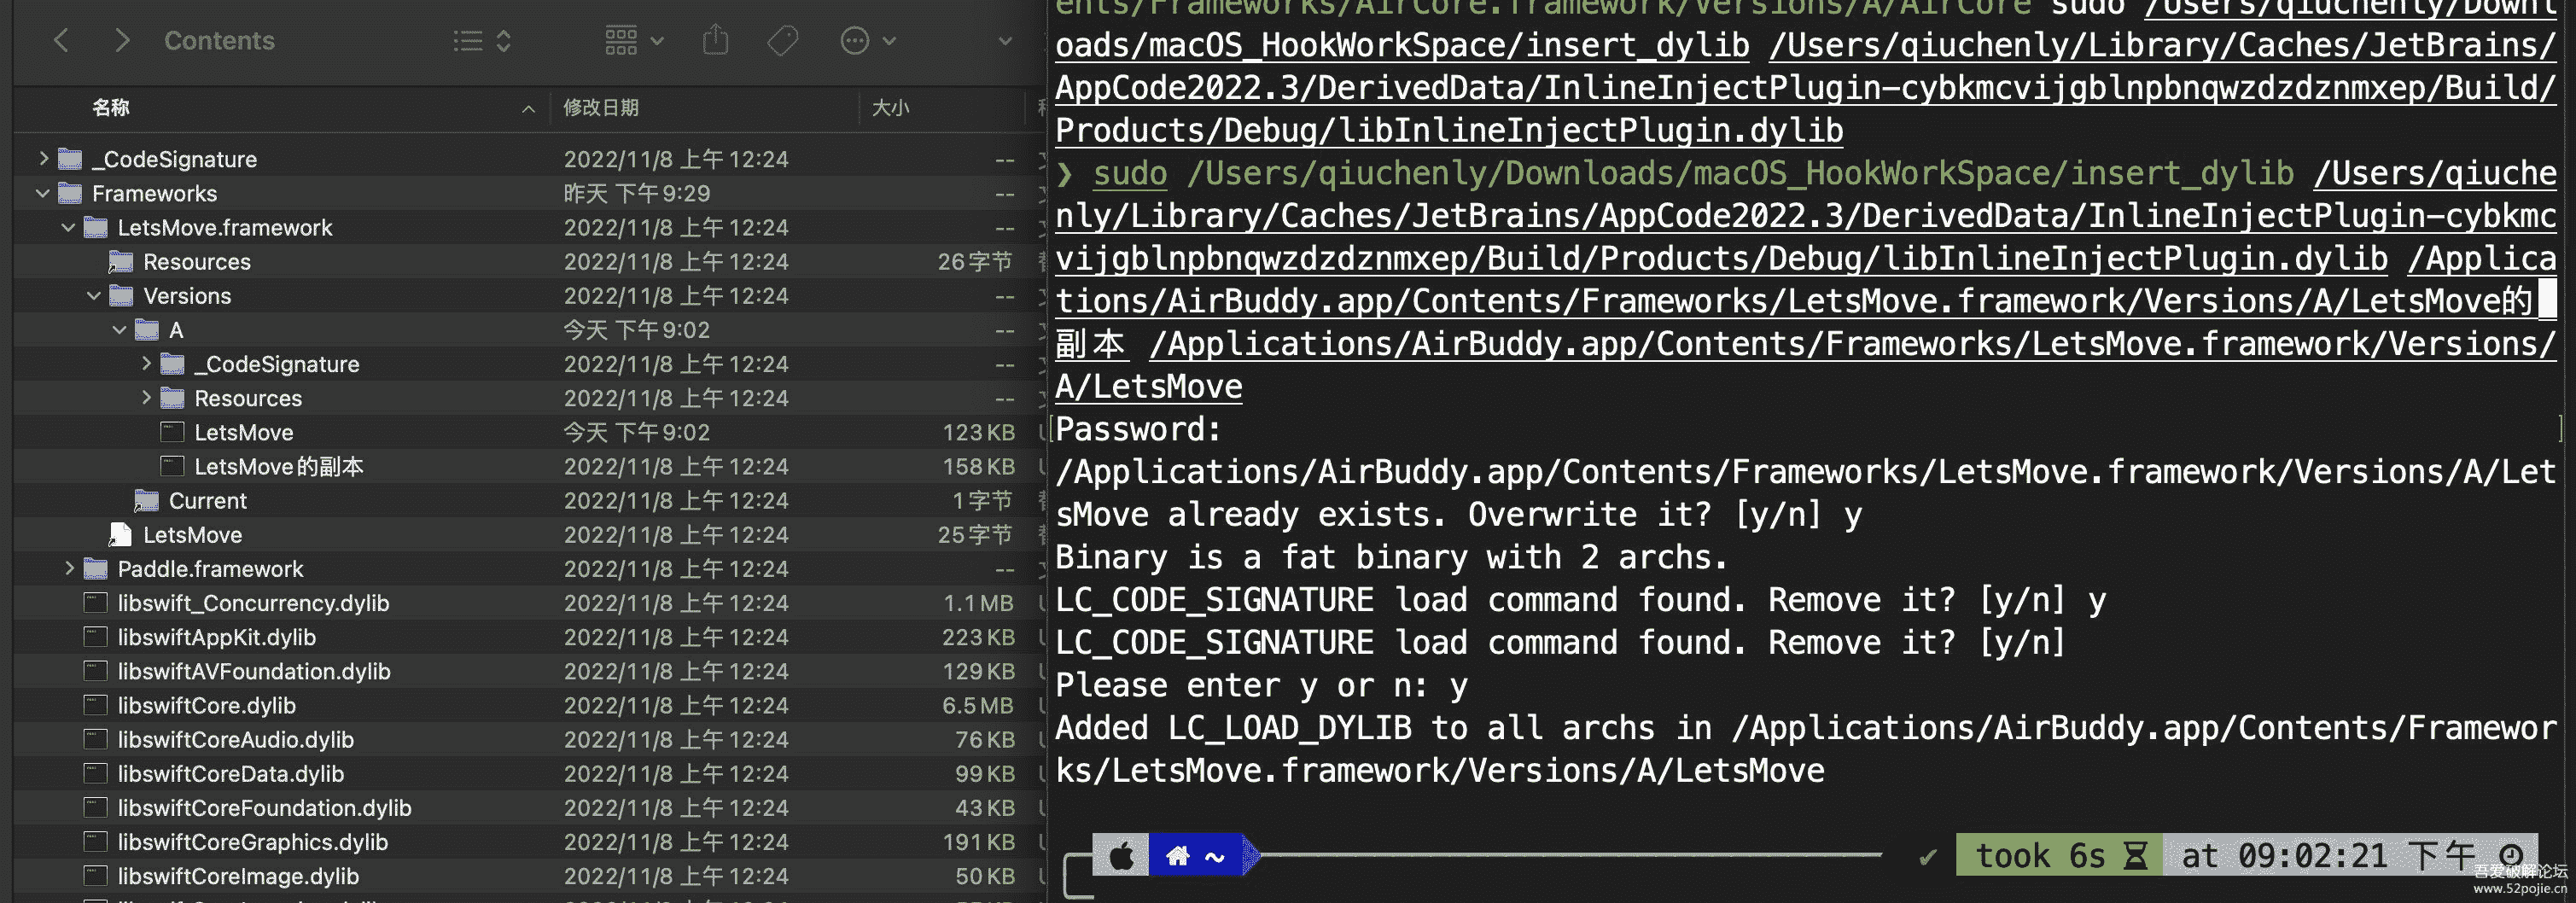 Contents
名称 修改日期 大小
_CodeSignature 2022/11/8 上午 12:24 --
Frameworks 昨天 下午9:29 --
LetsMove.framework 2022/11/8 上午 12:24 --
Resources 2022/11/8 上午 12:24 26字节
Versions 2022/11/8 上午 12:24 --
A 今天 下午9:02 --
_CodeSignature 2022/11/8 上午 12:24 --
Resources 2022/11/8 上午 12:24 --
LetsMove 今天 下午9:02 123 KB
LetsMove的副本 2022/11/8 上午 12:24 158 KB
Current 2022/11/8 上午 12:24 1字节
LetsMove 2022/11/8 上午 12:24 25字节
Paddle.framework 2022/11/8 上午 12:24 --
libswift_Concurrency.dylib 2022/11/8 上午 12:24 1.1 MB
libswiftAppKit.dylib 2022/11/8 上午 12:24 223 KB
libswiftAVFoundation.dylib 2022/11/8 上午 12:24 129 KB
libswiftCore.dylib 2022/11/8 上午 12:24 6.5 MB
libswiftCoreAudio.dylib 2022/11/8 上午 12:24 76 KB
libswiftCoreData.dylib 2022/11/8 上午 12:24 99 KB
libswiftCoreFoundation.dylib 2022/11/8 上午 12:24 43 KB
libswiftCoreGraphics.dylib 2022/11/8 上午 12:24 191 KB
libswiftCoreImage.dylib 2022/11/8 上午 12:24 50 KB
ents/Frameworks/AirCore.framework/Versions/A/AirCore sudo /Users/qiuchenly/Downl
oads/macOS_HookWorkSpace/insert_dylib /Users/qiuchenly/Library/Caches/JetBrains/
AppCode2022.3/DerivedData/InlineInjectPlugin-cybkmcvijgblnpbnqwzdzdznmxep/Build/
Products/Debug/libInlineInjectPlugin.dylib
❯ sudo /Users/qiuchenly/Downloads/macOS_HookWorkSpace/insert_dylib /Users/qiuche
nly/Library/Caches/JetBrains/AppCode2022.3/DerivedData/InlineInjectPlugin-cybkmc
vijgblnpbnqwzdzdznmxep/Build/Products/Debug/libInlineInjectPlugin.dylib /Applica
tions/AirBuddy.app/Contents/Frameworks/LetsMove.framework/Versions/A/LetsMove的
副本 /Applications/AirBuddy.app/Contents/Frameworks/LetsMove.framework/Versions/
A/LetsMove
Password:
/Applications/AirBuddy.app/Contents/Frameworks/LetsMove.framework/Versions/A/Let
sMove already exists. Overwrite it? [y/n] y
Binary is a fat binary with 2 archs.
LC_CODE_SIGNATURE load command found. Remove it? [y/n] y
LC_CODE_SIGNATURE load command found. Remove it? [y/n]
Please enter y or n: y
Added LC_LOAD_DYLIB to all archs in /Applications/AirBuddy.app/Contents/Framewor
ks/LetsMove.framework/Versions/A/LetsMove
~ ✔ took 6s at 09:02:21 下午
吾爱破解论坛
www.52pojie.cn